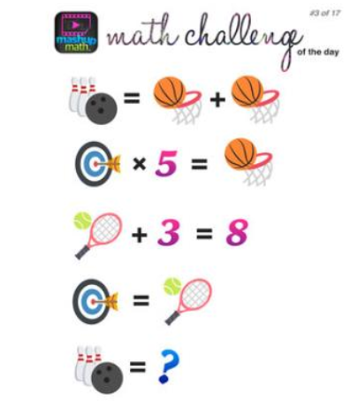 #3 of 17
mashup math.
math challenge
of the day
= +
× 5 =
+ 3 = 8
=
= ?